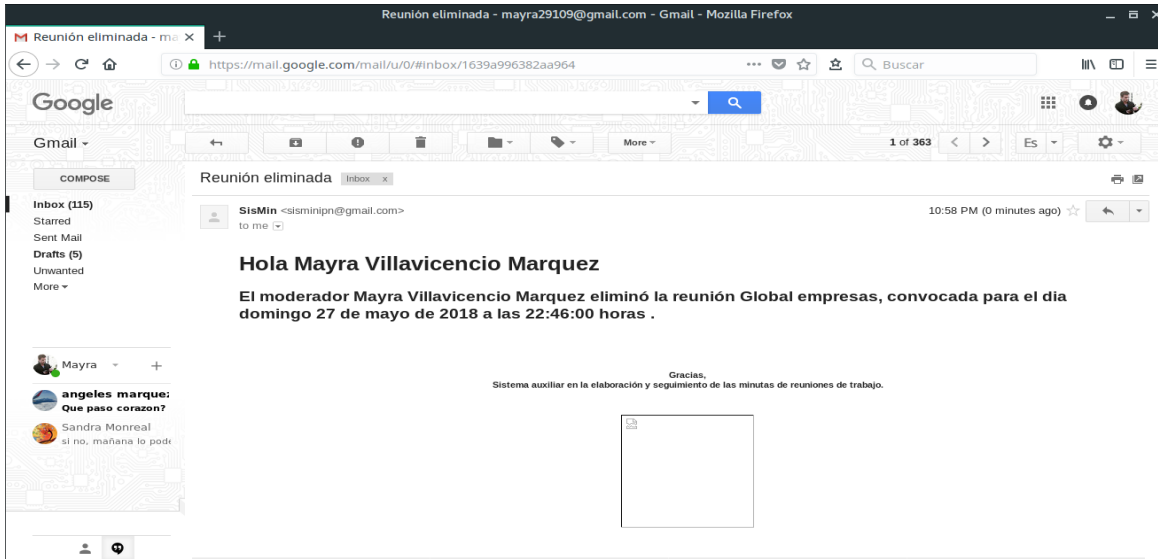 Reunión eliminada - mayra29109@gmail.com - Gmail - Mozilla Firefox
Reunión eliminada - ma
https://mail.google.com/mail/u/0/#inbox/1639a996382aa964
Buscar
Google
Gmail
More
1 of 363
Es
COMPOSE
Reunión eliminada Inbox x
Inbox (115)
Starred
Sent Mail
Drafts (5)
Unwanted
More
SisMin <sisminipn@gmail.com>
10:58 PM (0 minutes ago)
to me
Hola Mayra Villavicencio Marquez
El moderador Mayra Villavicencio Marquez eliminó la reunión Global empresas, convocada para el dia
domingo 27 de mayo de 2018 a las 22:46:00 horas .
Gracias,
Sistema auxiliar en la elaboración y seguimiento de las minutas de reuniones de trabajo.
Mayra
angeles marque
Que paso corazon?
Sandra Monreal
si no, mañana lo pode